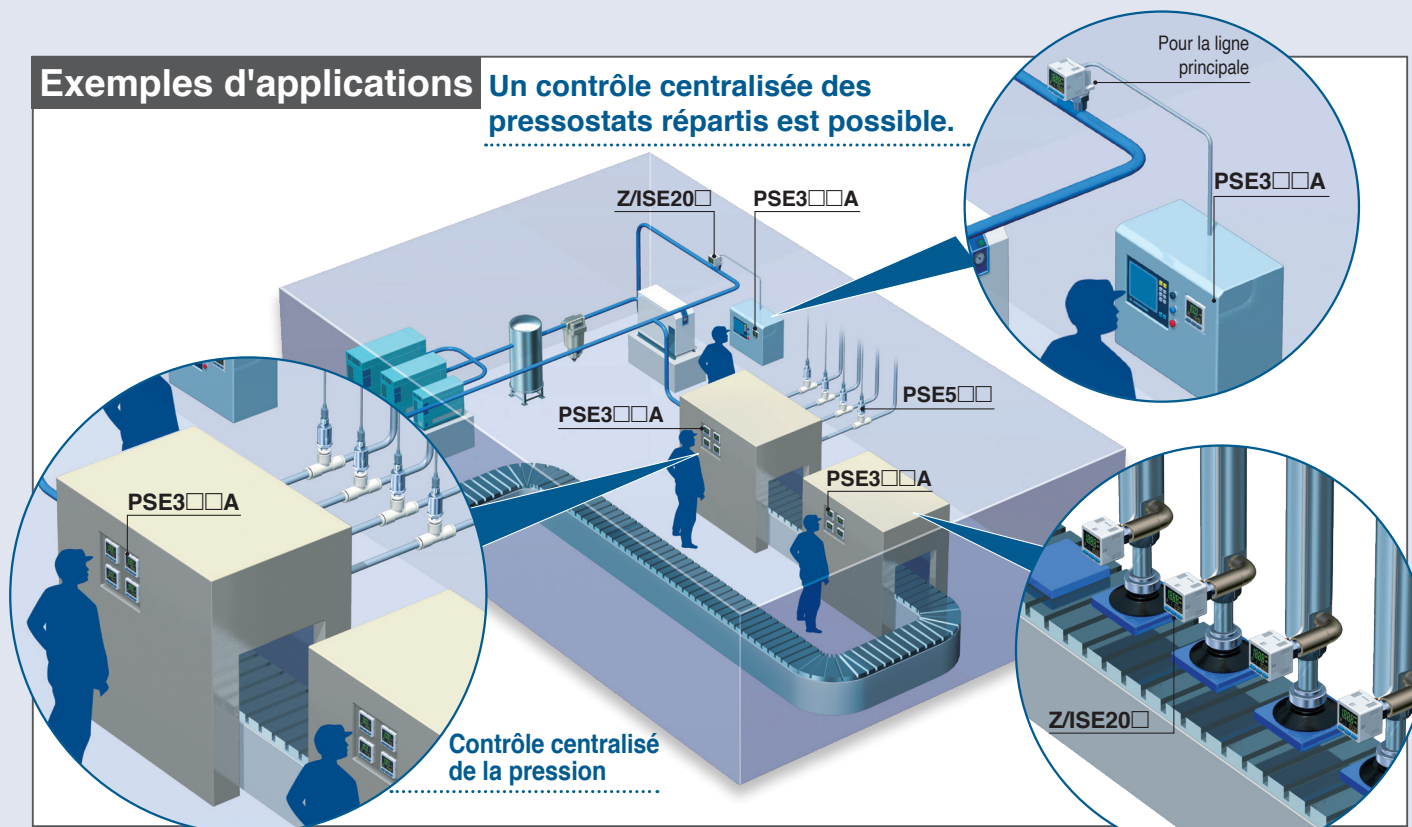 Exemples d'applications
Un contrôle centralisée des
pressostats répartis est possible.
Pour la ligne
principale
PSE3□□A
Z/ISE20□
PSE3□□A
PSE5□□
PSE3□□A
PSE3□□A
PSE3□□A
Z/ISE20□
Contrôle centralisé
de la pression